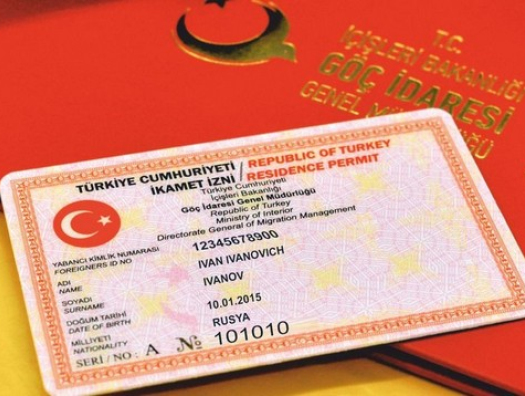 T.C.
İÇİŞLERİ BAKANLIĞI
GÖÇ İDARESİ
GENEL MÜDÜRLÜĞÜ
TÜRKİYE CUMHURİYETİ / REPUBLIC OF TURKEY
İKAMET İZNİ / RESIDENCE PERMIT
Türkiye Cumhuriyeti
İçişleri Bakanlığı
Göç İdaresi Genel Müdürlüğü
Republic of Turkey
Ministry of Interior
Directorate General of Migration Management
YABANCI KİMLİK NUMARASI 12345678900
FOREIGNERS ID NO
ADI IVAN IVANOVICH
NAME
SOYADI IVANOV
SURNAME
DOĞUM TARİHİ 10.01.2015
DATE OF BIRTH
MİLLİYETİ RUSYA
NATIONALITY
SERİ / NO : A № 101010